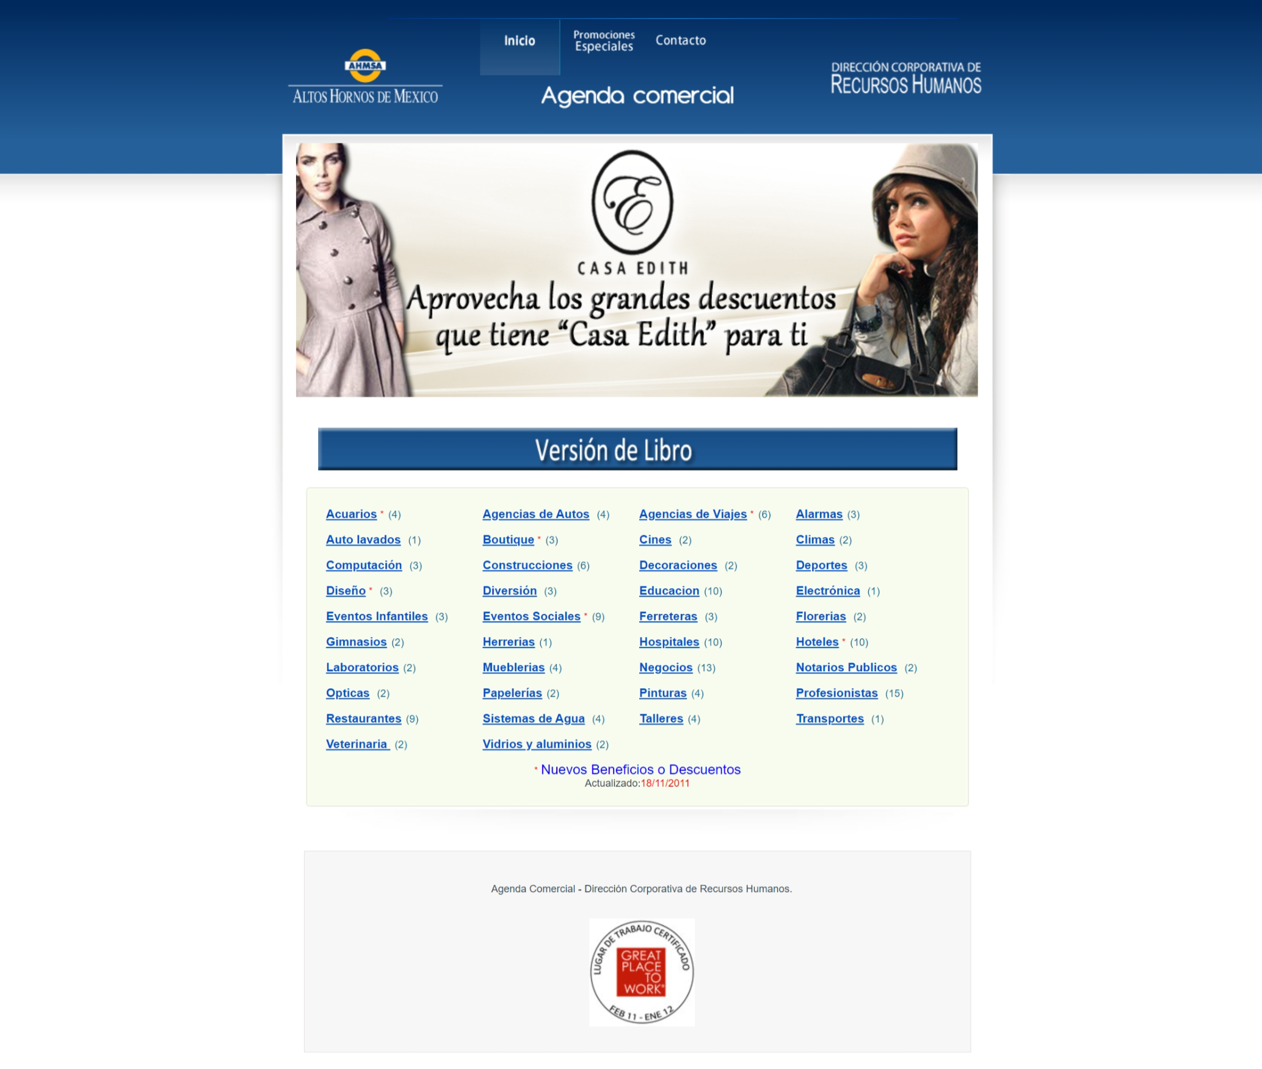 Inicio
Promociones
Especiales
Contacto
AHMSA
ALTOS HORNOS DE MEXICO
Agenda comercial
DIRECCIÓN CORPORATIVA DE
RECURSOS HUMANOS
E
CASA EDITH
Aprovecha los grandes descuentos
que tiene “Casa Edith” para ti
Versión de Libro
Acuarios * (4) Agencias de Autos (4) Agencias de Viajes * (6) Alarmas (3)
Auto lavados (1) Boutique * (3) Cines (2) Climas (2)
Computación (3) Construcciones (6) Decoraciones (2) Deportes (3)
Diseño * (3) Diversión (3) Educacion (10) Electrónica (1)
Eventos Infantiles (3) Eventos Sociales * (9) Ferreteras (3) Florerias (2)
Gimnasios (2) Herrerias (1) Hospitales (10) Hoteles * (10)
Laboratorios (2) Mueblerias (4) Negocios (13) Notarios Publicos (2)
Opticas (2) Papelerías (2) Pinturas (4) Profesionistas (15)
Restaurantes (9) Sistemas de Agua (4) Talleres (4) Transportes (1)
Veterinaria (2) Vidrios y aluminios (2)
* Nuevos Beneficios o Descuentos
Actualizado:18/11/2011
Agenda Comercial - Dirección Corporativa de Recursos Humanos.
LUGAR DE TRABAJO CERTIFICADO
GREAT
PLACE
TO
WORK®
FEB 11 - ENE 12